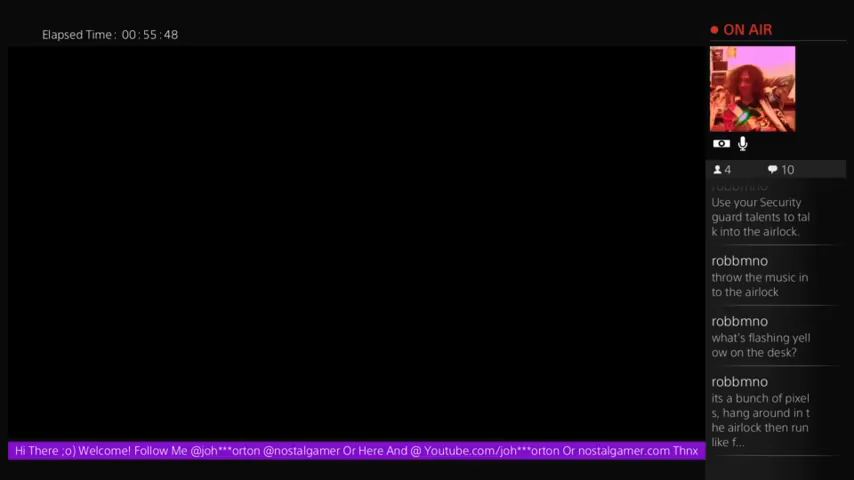 Elapsed Time: 00:55:48
ON AIR
4 10
robbmno
Use your Security
guard talents to tal
k into the airlock.
robbmno
throw the music in
to the airlock
robbmno
what's flashing yell
ow on the desk?
robbmno
its a bunch of pixel
s, hang around in t
he airlock then run
like f...
Hi There ;o) Welcome! Follow Me @joh***orton @nostalgamer Or Here And @ Youtube.com/joh***orton Or nostalgamer.com Thnx